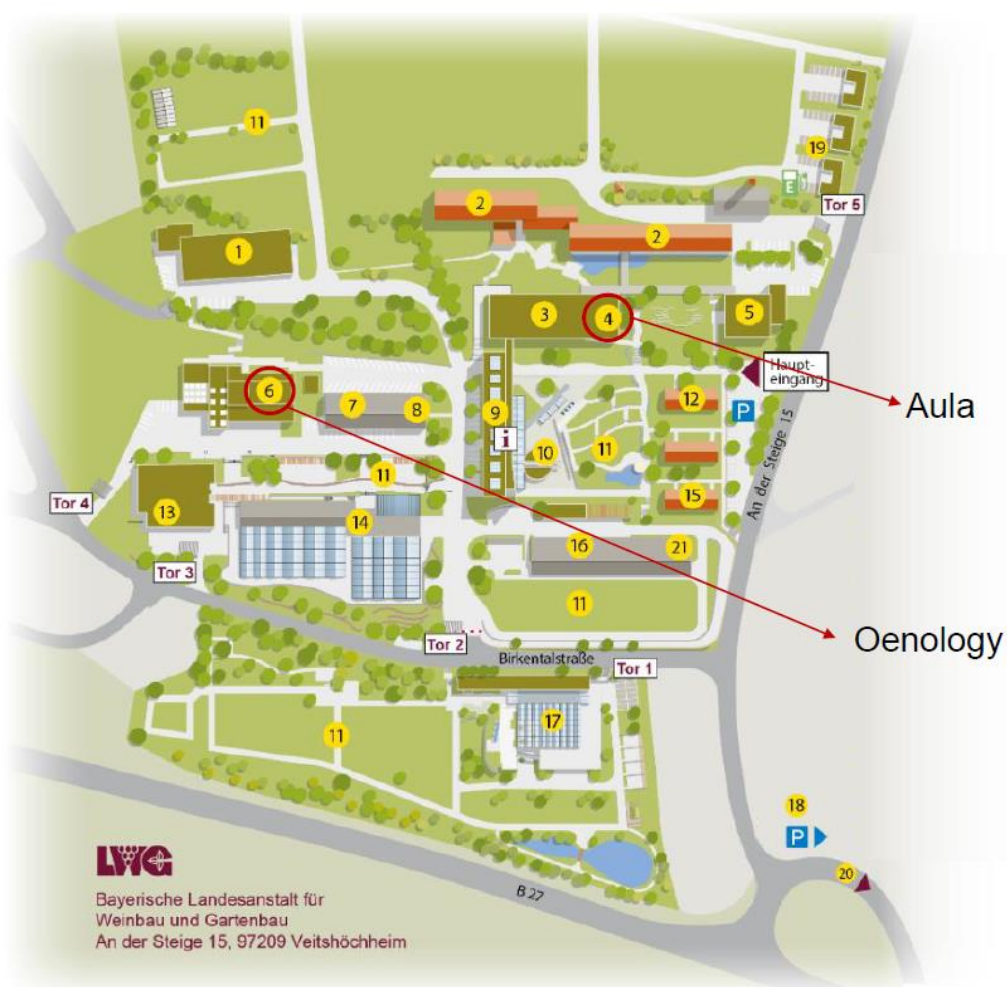 11
19
E
Tor 5
2
2
1
3
4
5
Haupt-
eingang
Aula
6
7
8
9
i
10
11
12
P
An der Steige 15
11
15
Tor 4
13
14
16
21
Tor 3
11
Oenology
Tor 2
Birkentalstraße
Tor 1
17
11
18
P
20
B 27
LWG
Bayerische Landesanstalt für
Weinbau und Gartenbau
An der Steige 15, 97209 Veitshöchheim